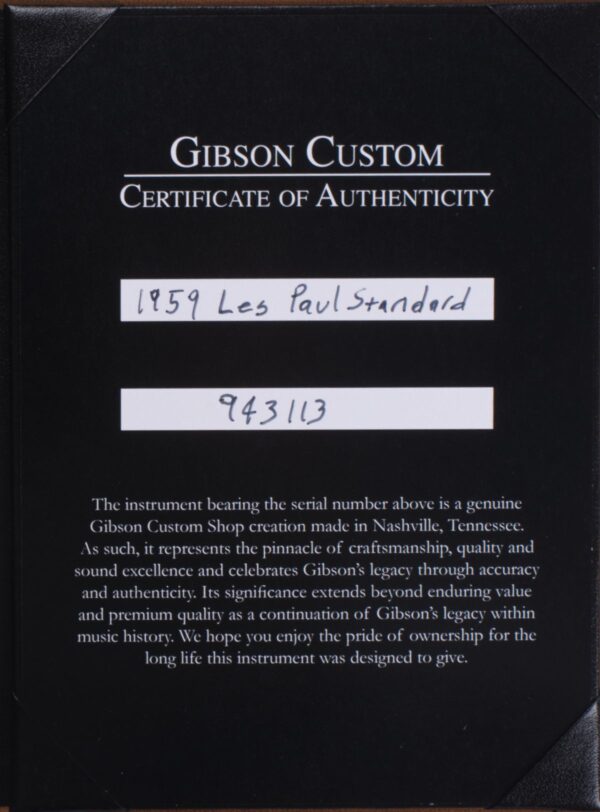 GIBSON CUSTOM
CERTIFICATE OF AUTHENTICITY
1959 Les Paul Standard
943113
The instrument bearing the serial number above is a genuine
Gibson Custom Shop creation made in Nashville, Tennessee.
As such, it represents the pinnacle of craftsmanship, quality and
sound excellence and celebrates Gibson's legacy through accuracy
and authenticity. Its significance extends beyond enduring value
and premium quality as a continuation of Gibson's legacy within
music history. We hope you enjoy the pride of ownership for the
long life this instrument was designed to give.